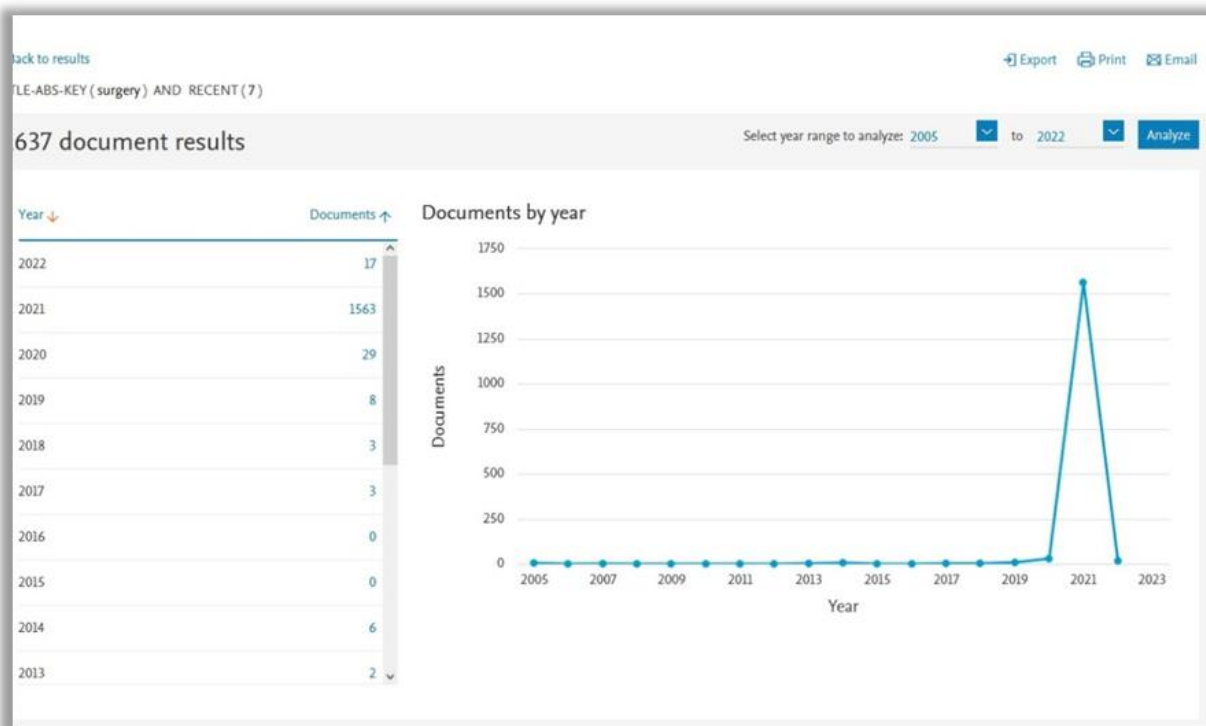 ack to results
Export Print Email
TLE-ABS-KEY ( surgery ) AND RECENT ( 7 )
637 document results
Select year range to analyze: 2005 to 2022 Analyze
Year Documents
2022 17
2021 1563
2020 29
2019 8
2018 3
2017 3
2016 0
2015 0
2014 6
2013 2
Documents by year
1750
1500
1250
1000
750
500
250
0
Documents
2005 2007 2009 2011 2013 2015 2017 2019 2021 2023
Year